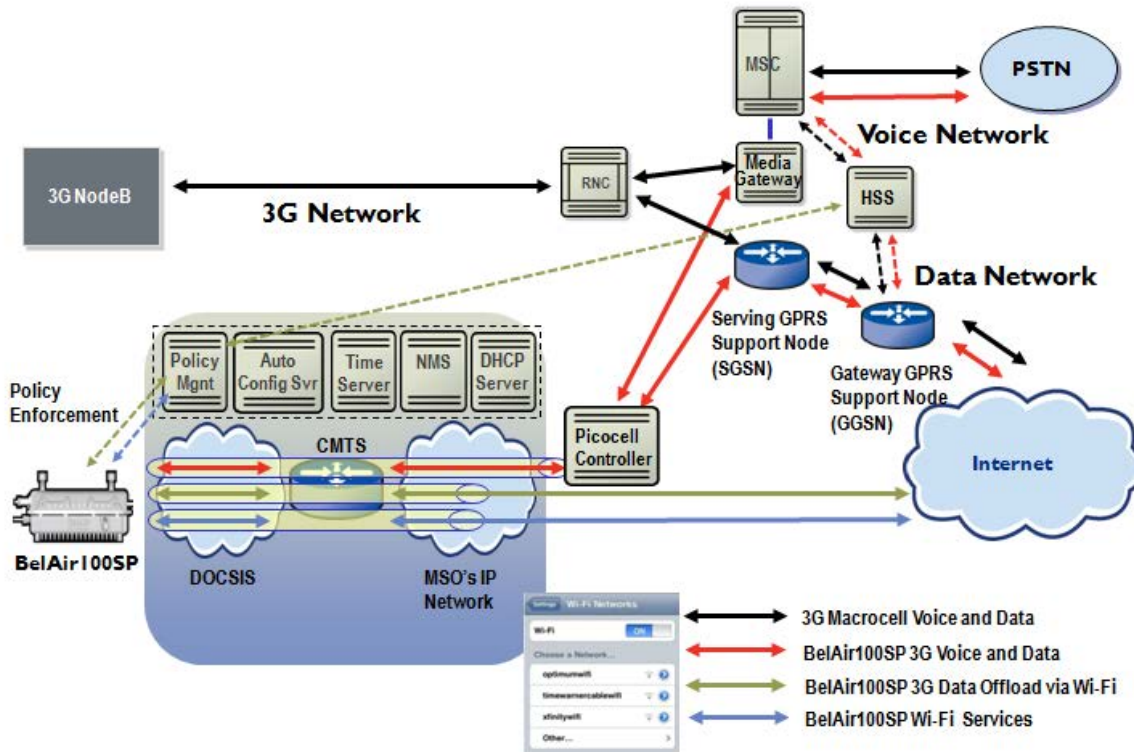 MSC
PSTN
Voice Network
Media
Gateway
RNC
3G NodeB
3G Network
HSS
Data Network
Serving GPRS
Support Node
(SGSN)
Gateway GPRS
Support Node
(GGSN)
Policy
Mgnt
Auto
Config Svr
Time
Server
NMS
DHCP
Server
Policy
Enforcement
CMTS
Picocell
Controller
Internet
BelAir100SP
DOCSIS
MSO's IP
Network
Settings
Wi-Fi Networks
Wi-Fi
ON
Choose a Network...
optimumwifi
timewarnercablewifi
xfinitywifi
Other...
3G Macrocell Voice and Data
BelAir100SP 3G Voice and Data
BelAir100SP 3G Data Offload via Wi-Fi
BelAir100SP Wi-Fi Services